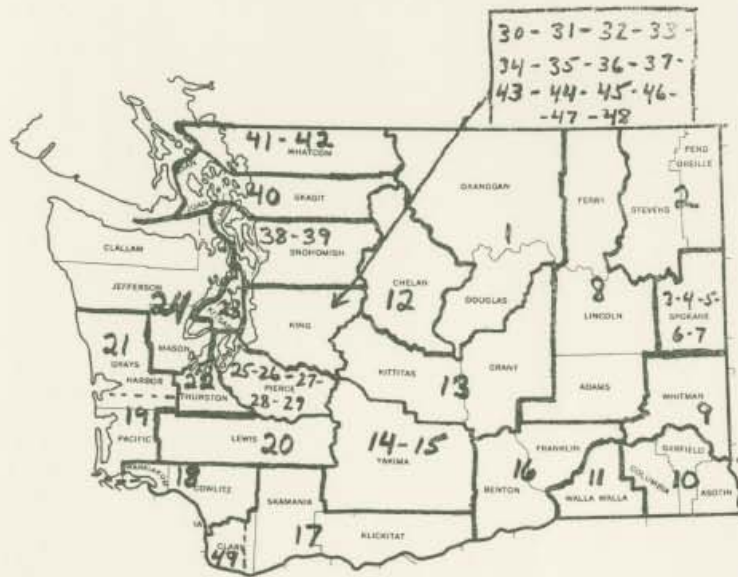 30 - 31 - 32 - 33 -
34 - 35 - 36 - 37 -
43 - 44 - 45 - 46 -
- 47 - 48
41 - 42
WHATCOM
PEND
OREILLE
OKANOGAN
FERRY
STEVENS
2
JUAN
40
SKAGIT
CLALLAM
38 - 39
SNOHOMISH
1
CHELAN
12
DOUGLAS
JEFFERSON
24
23
8
LINCOLN
3-4-5-
SPOKANE
6-7
KING
21
GRAYS
HARBOR
MASON
22
THURSTON
25-26-27-
PIERCE
28-29
KITTITAS
13
GRANT
ADAMS
WHITMAN
9
19
PACIFIC
LEWIS
20
14-15
YAKIMA
FRANKLIN
16
BENTON
11
WALLA WALLA
COLUMBIA
GARFIELD
10
ASOTIN
WAHKIAKUM
18
COWLITZ
SKAMANIA
17
KLICKITAT
CLARK
49